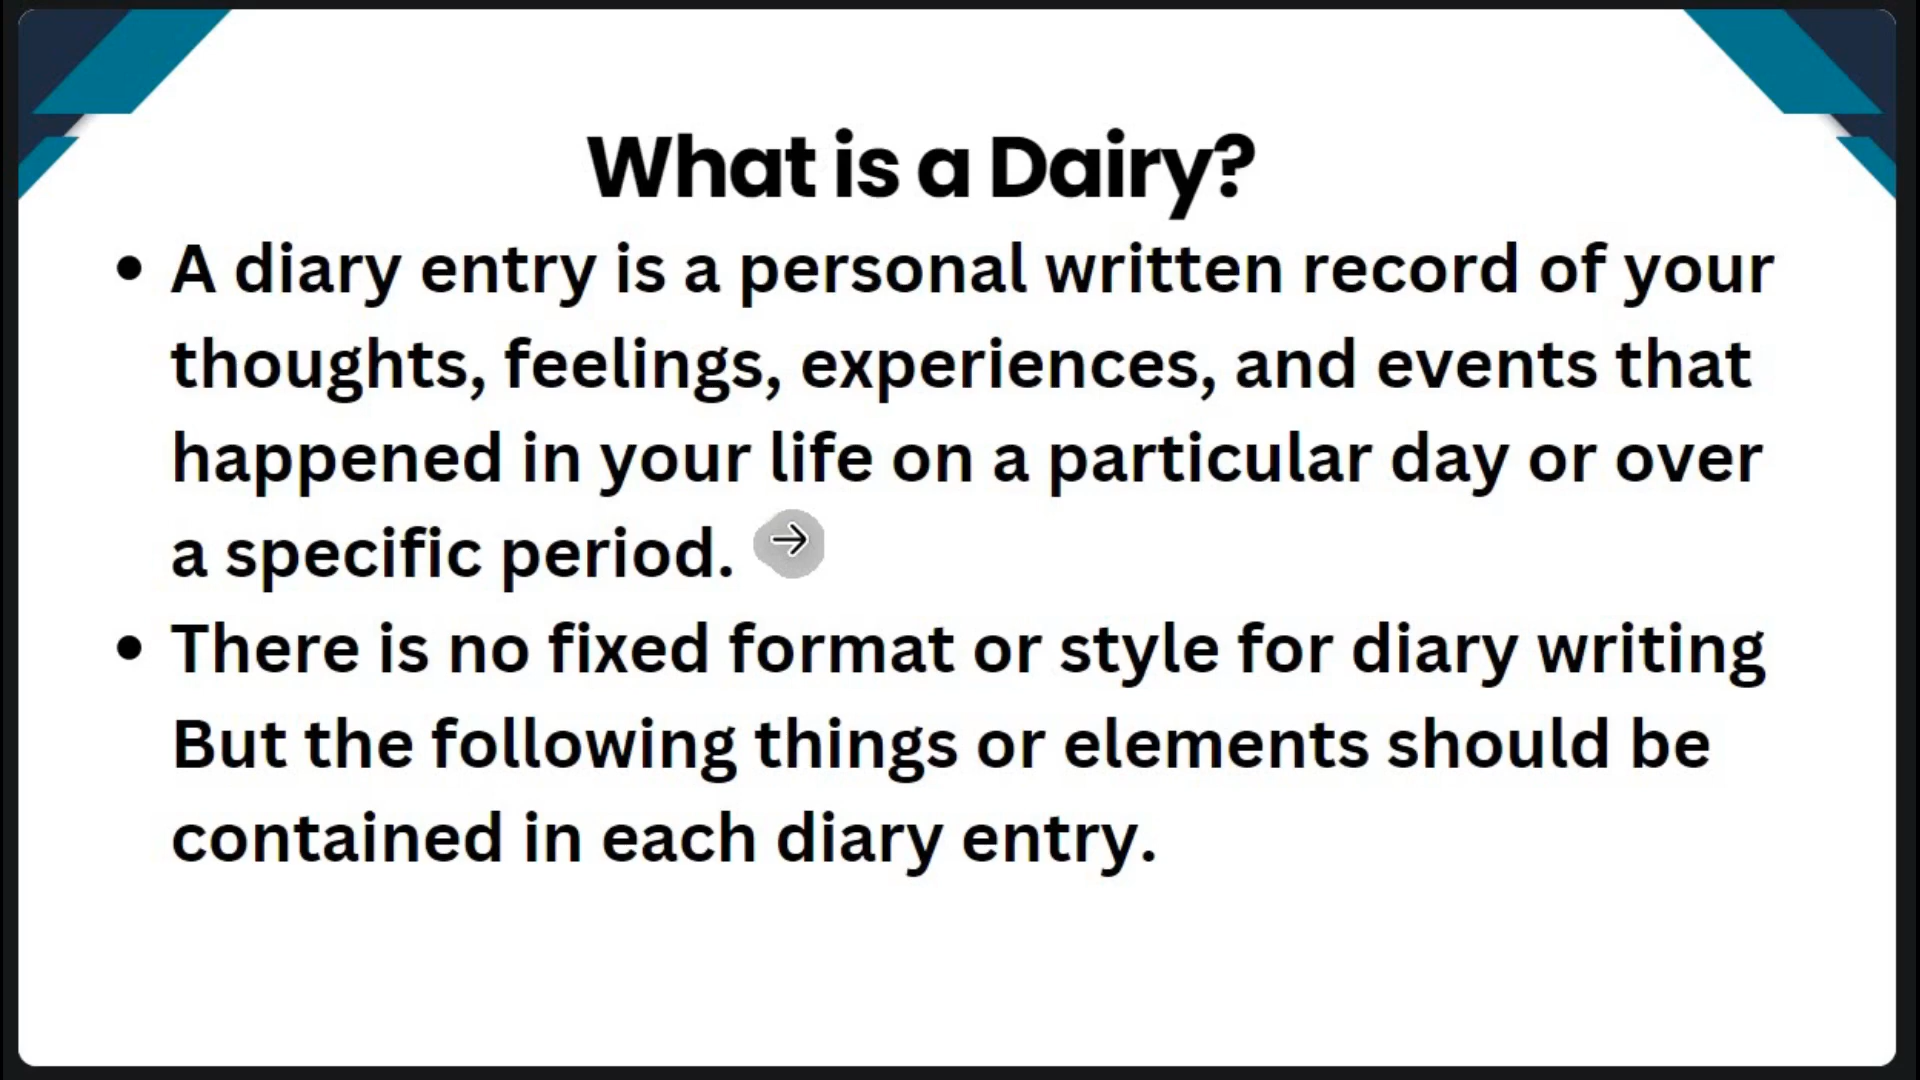 What is a Dairy?
• A diary entry is a personal written record of your
thoughts, feelings, experiences, and events that
happened in your life on a particular day or over
a specific period.
• There is no fixed format or style for diary writing
But the following things or elements should be
contained in each diary entry.